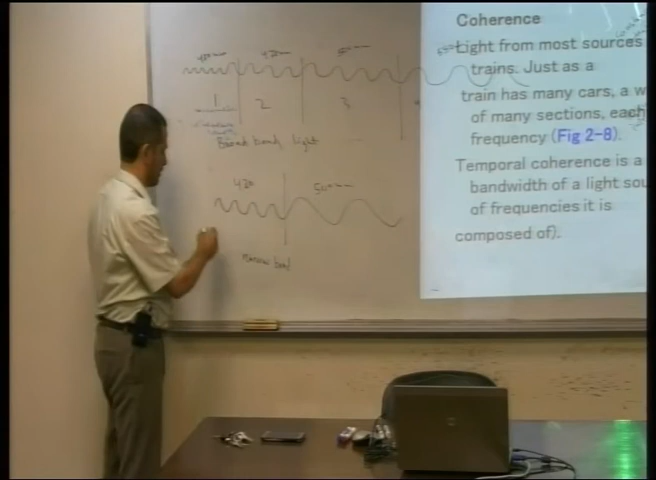 Coherence
Light from most sources
trains. Just as a
train has many cars, a w
of many sections, each
frequency (Fig 2-8).
Temporal coherence is a
bandwidth of a light sou
of frequencies it is
composed of).
1 2 3
Broad band light
500 nm
Narrow band